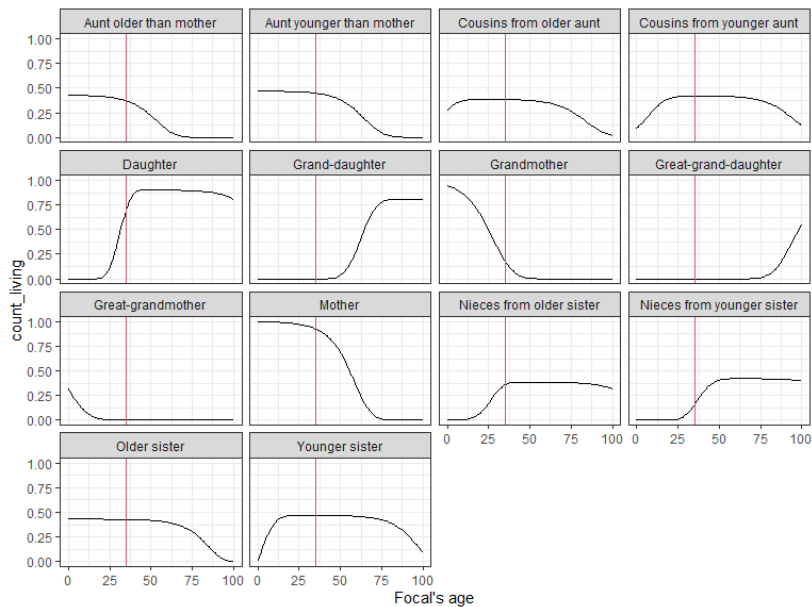 Aunt older than mother
Aunt younger than mother
Cousins from older aunt
Cousins from younger aunt
1.00
0.75
0.50
0.25
0.00
Daughter
Grand-daughter
Grandmother
Great-grand-daughter
1.00
0.75
0.50
0.25
0.00
Great-grandmother
Mother
Nieces from older sister
Nieces from younger sister
1.00
0.75
0.50
0.25
0.00
0 25 50 75 100
0 25 50 75 100
Older sister
Younger sister
1.00
0.75
0.50
0.25
0.00
0 25 50 75 100
0 25 50 75 100
count_living
Focal's age